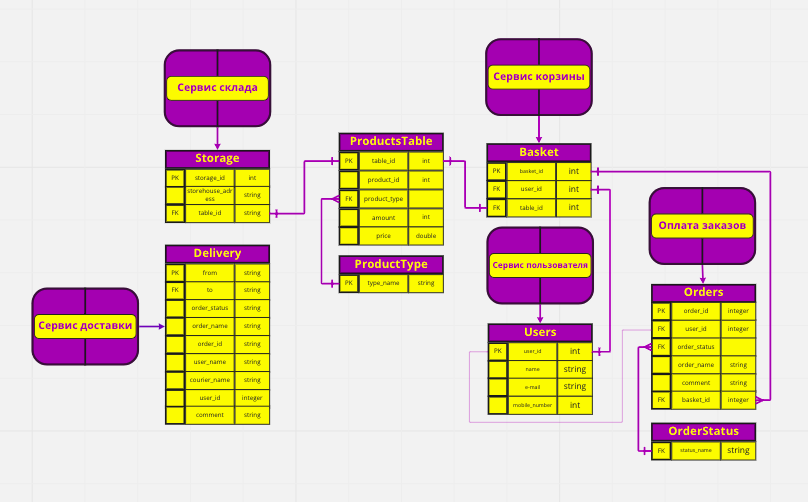 Сервис склада
Storage
PK storage_id int
storehouse_adr
ess string
FK table_id string
ProductsTable
PK table_id int
product_id int
FK product_type
amount int
price double
ProductType
PK type_name string
Сервис корзины
Basket
PK basket_id int
FK user_id int
FK table_id int
Сервис пользователя
Users
PK user_id int
name string
e-mail string
mobile_number int
Оплата заказов
Orders
PK order_id integer
FK user_id integer
FK order_status
order_name string
comment string
FK basket_id integer
OrderStatus
FK status_name string
Сервис доставки
Delivery
PK from string
FK to string
order_status string
order_name string
order_id string
user_name string
courier_name string
user_id integer
comment string